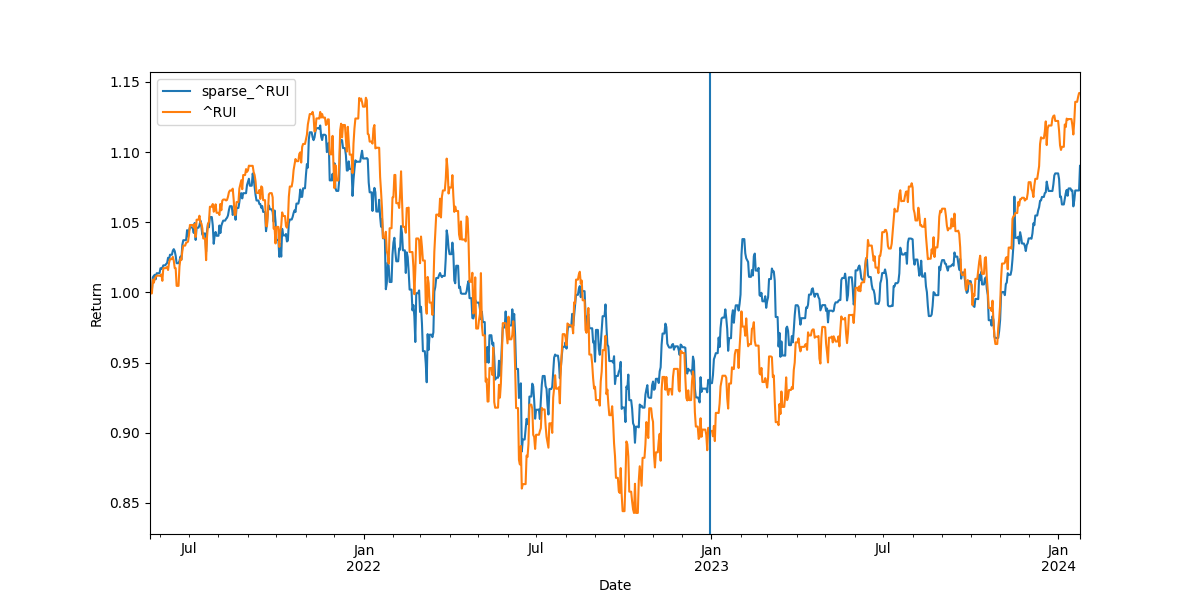 1.15
1.10
1.05
1.00
0.95
0.90
0.85
Return
sparse_^RUI
^RUI
Jul
Jan
2022
Jul
Jan
2023
Jul
Jan
2024
Date